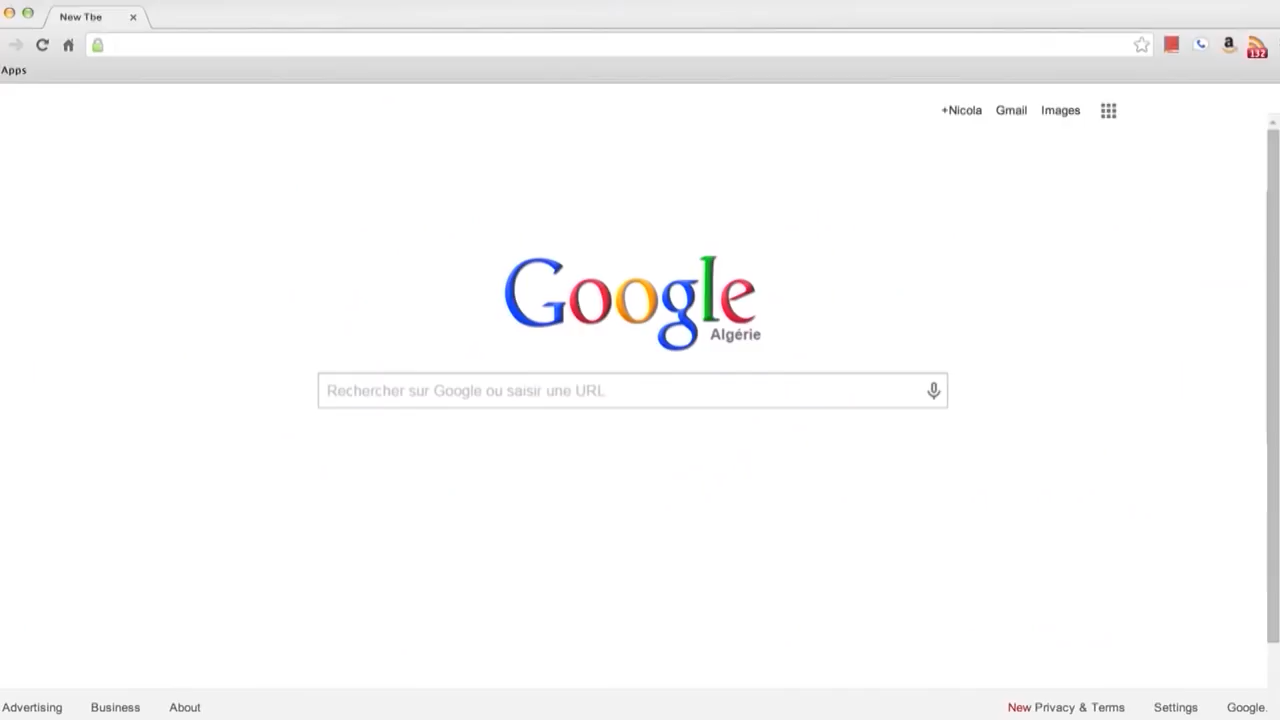 New Tbe
a
132
Apps
+Nicola Gmail Images
Google
Algérie
Rechercher sur Google ou saisir une URL
Advertising Business About New Privacy & Terms Settings Google.